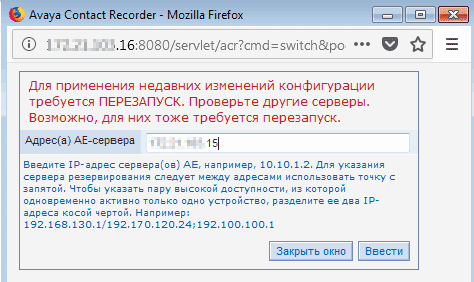 Avaya Contact Recorder - Mozilla Firefox
.16:8080/servlet/acr?cmd=switch&po
Для применения недавних изменений конфигурации
требуется ПЕРЕЗАПУСК. Проверьте другие серверы.
Возможно, для них тоже требуется перезапуск.
Адрес(а) AE-сервера 15
Введите IP-адрес сервера(ов) AE, например, 10.10.1.2. Для указания
сервера резервирования следует между адресами использовать точку с
запятой. Чтобы указать пару высокой доступности, из которой
одновременно активно только одно устройство, разделите ее два IP-
адреса косой чертой. Например:
192.168.130.1/192.170.120.24;192.100.100.1
Закрыть окно Ввести